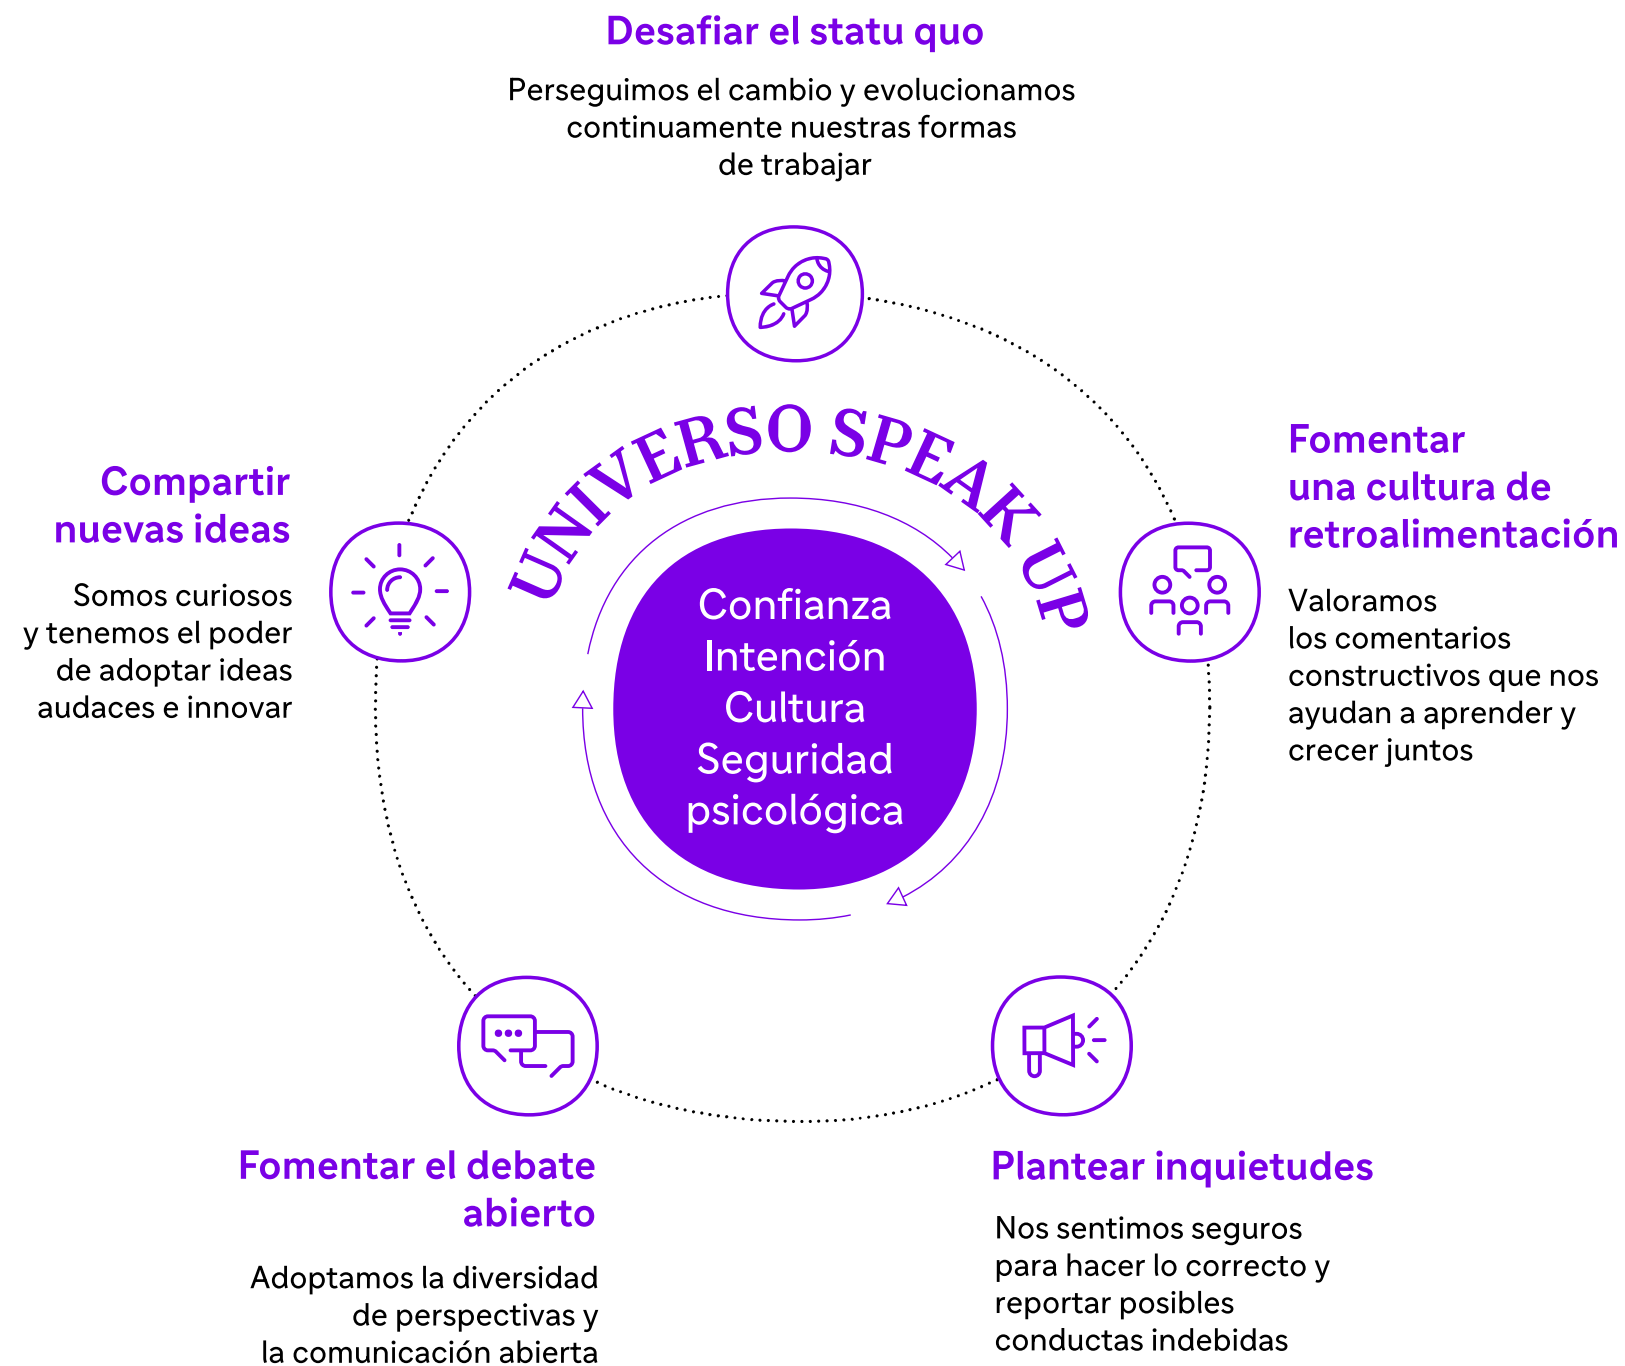 Desafiar el statu quo
Perseguimos el cambio y evolucionamos
continuamente nuestras formas
de trabajar
UNIVERSO SPEAK UP
Confianza
Intención
Cultura
Seguridad
psicológica
Compartir
nuevas ideas
Somos curiosos
y tenemos el poder
de adoptar ideas
audaces e innovar
Fomentar
una cultura de
retroalimentación
Valoramos
los comentarios
constructivos que nos
ayudan a aprender y
crecer juntos
Fomentar el debate
abierto
Adoptamos la diversidad
de perspectivas y
la comunicación abierta
Plantear inquietudes
Nos sentimos seguros
para hacer lo correcto y
reportar posibles
conductas indebidas